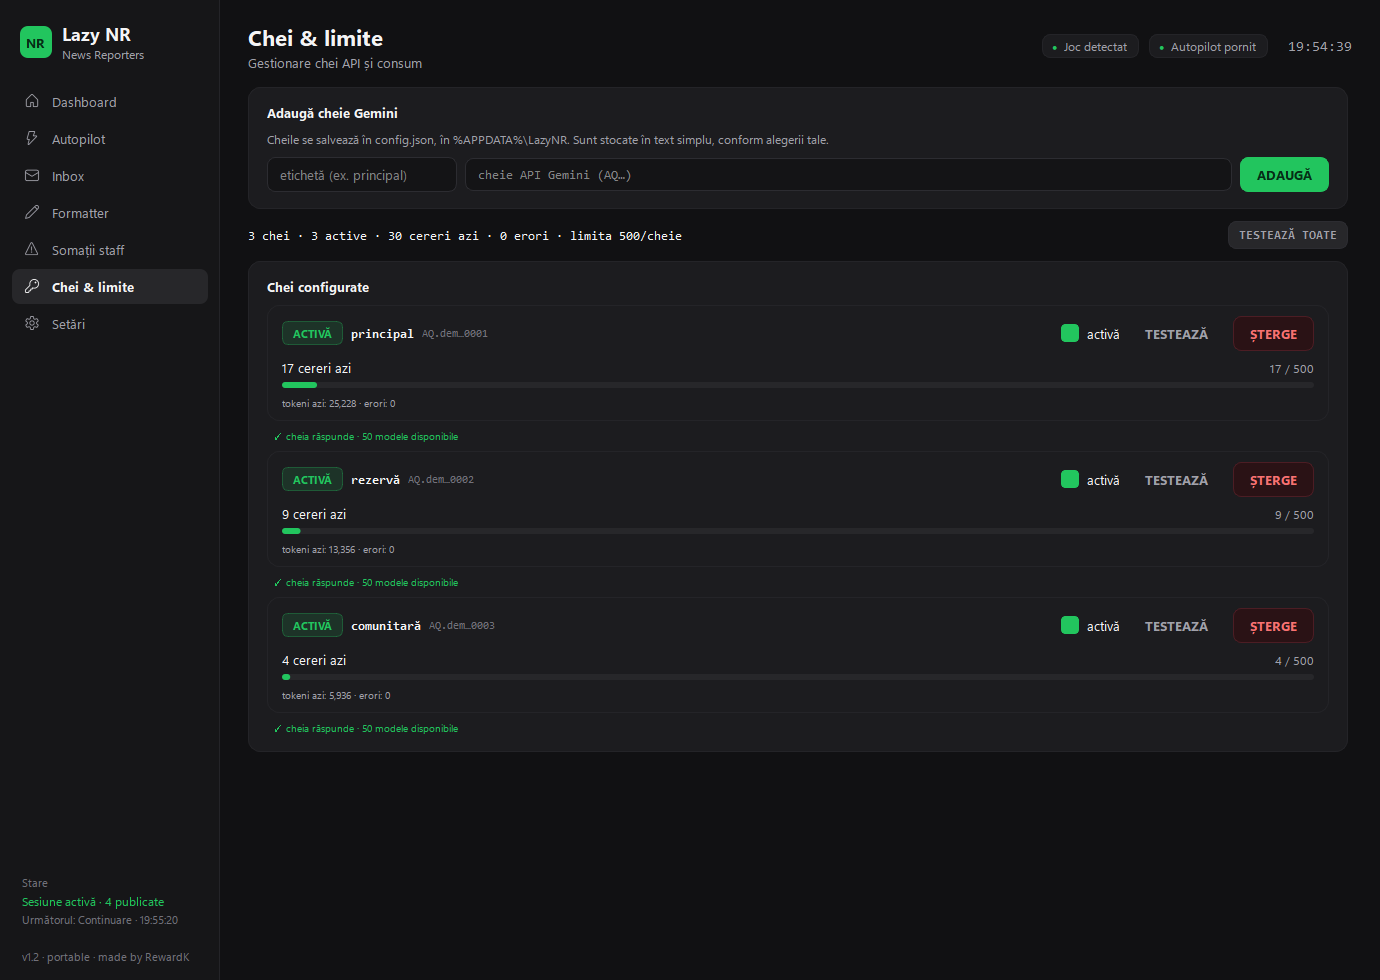 NR
Lazy NR
News Reporters
Dashboard
Autopilot
Inbox
Formatter
Somații staff
Chei & limite
Setări
Stare
Sesiune activă · 4 publicate
Următorul: Continuare · 19:55:20
v1.2 · portable · made by RewardK
Chei & limite
Gestionare chei API și consum
Joc detectat
Autopilot pornit
19:54:39
Adaugă cheie Gemini
Cheile se salvează în config.json, în %APPDATA%\LazyNR. Sunt stocate în text simplu, conform alegerii tale.
etichetă (ex. principal)
cheie API Gemini (AQ…)
ADAUGĂ
3 chei · 3 active · 30 cereri azi · 0 erori · limita 500/cheie
TESTEAZĂ TOATE
Chei configurate
ACTIVĂ principal AQ.dem…0001
activă
TESTEAZĂ
ȘTERGE
17 cereri azi
17 / 500
tokeni azi: 25,228 · erori: 0
✓ cheia răspunde · 50 modele disponibile
ACTIVĂ rezervă AQ.dem…0002
activă
TESTEAZĂ
ȘTERGE
9 cereri azi
9 / 500
tokeni azi: 13,356 · erori: 0
✓ cheia răspunde · 50 modele disponibile
ACTIVĂ comunitară AQ.dem…0003
activă
TESTEAZĂ
ȘTERGE
4 cereri azi
4 / 500
tokeni azi: 5,936 · erori: 0
✓ cheia răspunde · 50 modele disponibile